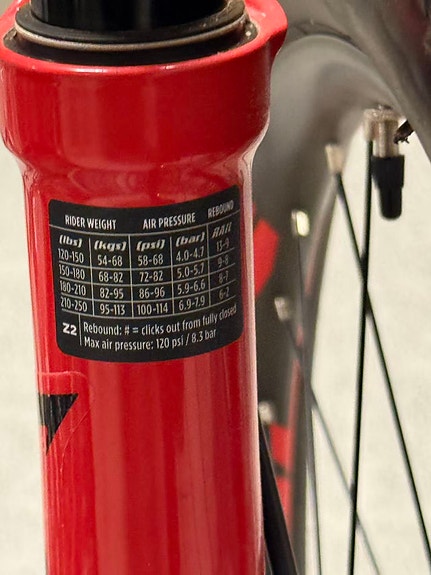 RIDER WEIGHT AIR PRESSURE REBOUND
(lbs) (kgs) (psi) (bar) RAIL
120-150 54-68 58-68 4.0-4.7 13-9
150-180 68-82 72-82 5.0-5.7 9-8
180-210 82-95 86-96 5.9-6.6 8-7
210-250 95-113 100-114 6.9-7.9 6-2
Z2 Rebound: # = clicks out from fully closed
Max air pressure: 120 psi / 8.3 bar